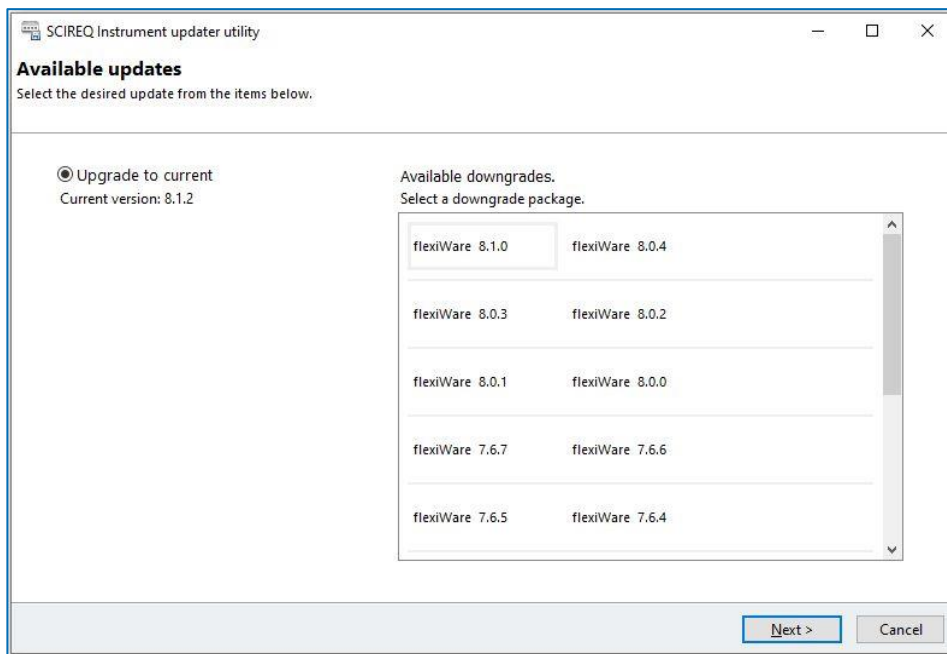 SCIREQ Instrument updater utility
Available updates
Select the desired update from the items below.
Upgrade to current
Current version: 8.1.2
Available downgrades.
Select a downgrade package.
flexiWare 8.1.0 flexiWare 8.0.4
flexiWare 8.0.3 flexiWare 8.0.2
flexiWare 8.0.1 flexiWare 8.0.0
flexiWare 7.6.7 flexiWare 7.6.6
flexiWare 7.6.5 flexiWare 7.6.4
Next > Cancel